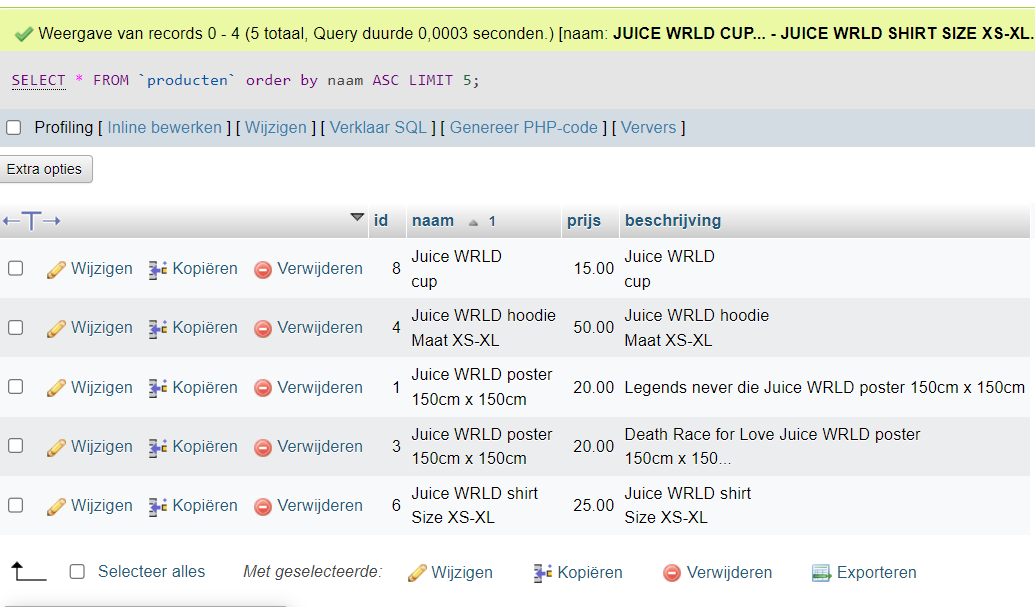 Weergave van records 0 - 4 (5 totaal, Query duurde 0,0003 seconden.) [naam: JUICE WRLD CUP... - JUICE WRLD SHIRT SIZE XS-XL.
SELECT * FROM `producten` order by naam ASC LIMIT 5;
Profiling [ Inline bewerken ] [ Wijzigen ] [ Verklaar SQL ] [ Genereer PHP-code ] [ Ververs ]
Extra opties
←T→ id naam 1 prijs beschrijving
Wijzigen Kopiëren Verwijderen 8 Juice WRLD
cup 15.00 Juice WRLD
cup
Wijzigen Kopiëren Verwijderen 4 Juice WRLD hoodie
Maat XS-XL 50.00 Juice WRLD hoodie
Maat XS-XL
Wijzigen Kopiëren Verwijderen 1 Juice WRLD poster
150cm x 150cm 20.00 Legends never die Juice WRLD poster 150cm x 150cm
Wijzigen Kopiëren Verwijderen 3 Juice WRLD poster
150cm x 150cm 20.00 Death Race for Love Juice WRLD poster
150cm x 150...
Wijzigen Kopiëren Verwijderen 6 Juice WRLD shirt
Size XS-XL 25.00 Juice WRLD shirt
Size XS-XL
Selecteer alles Met geselecteerde: Wijzigen Kopiëren Verwijderen Exporteren